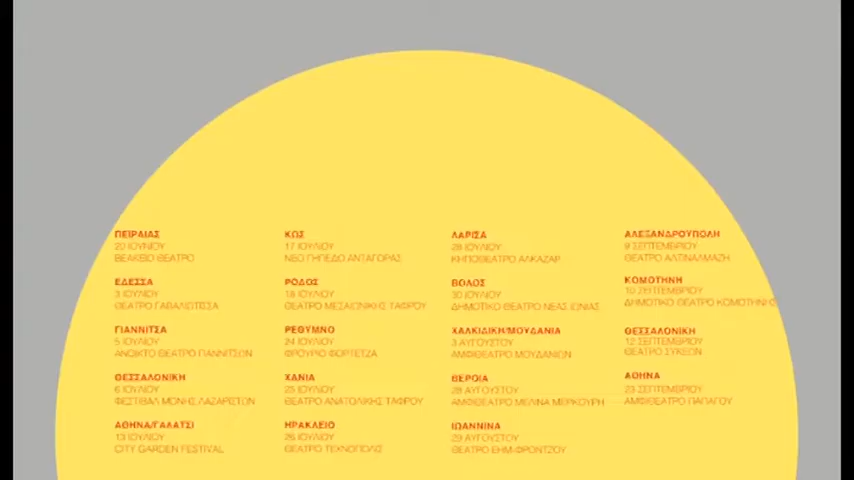 ΠΕΙΡΑΙΑΣ
20 ΙΟΥΝΙΟΥ
ΒΕΑΚΕΙΟ ΘΕΑΤΡΟ
ΕΔΕΣΣΑ
3 ΙΟΥΛΙΟΥ
ΘΕΑΤΡΟ ΓΑΒΑΛΙΩΤΙΣΣΑ
ΓΙΑΝΝΙΤΣΑ
5 ΙΟΥΛΙΟΥ
ΑΝΟΙΚΤΟ ΘΕΑΤΡΟ ΓΙΑΝΝΙΤΣΩΝ
ΘΕΣΣΑΛΟΝΙΚΗ
6 ΙΟΥΛΙΟΥ
ΦΕΣΤΙΒΑΛ ΜΟΝΗΣ ΛΑΖΑΡΙΣΤΩΝ
ΑΘΗΝΑ/ΓΑΛΑΤΣΙ
13 ΙΟΥΛΙΟΥ
CITY GARDEN FESTIVAL
ΚΩΣ
17 ΙΟΥΛΙΟΥ
ΝΕΟ ΓΗΠΕΔΟ ΑΝΤΑΓΟΡΑΣ
ΡΟΔΟΣ
18 ΙΟΥΛΙΟΥ
ΘΕΑΤΡΟ ΜΕΣΑΙΩΝΙΚΗΣ ΤΑΦΡΟΥ
ΡΕΘΥΜΝΟ
24 ΙΟΥΛΙΟΥ
ΦΡΟΥΡΙΟ ΦΟΡΤΕΤΖΑ
ΧΑΝΙΑ
25 ΙΟΥΛΙΟΥ
ΘΕΑΤΡΟ ΑΝΑΤΟΛΙΚΗΣ ΤΑΦΡΟΥ
ΗΡΑΚΛΕΙΟ
26 ΙΟΥΛΙΟΥ
ΘΕΑΤΡΟ ΤΕΧΝΟΠΟΛΙΣ
ΛΑΡΙΣΑ
28 ΙΟΥΛΙΟΥ
ΚΗΠΟΘΕΑΤΡΟ ΑΛΚΑΖΑΡ
ΒΟΛΟΣ
30 ΙΟΥΛΙΟΥ
ΔΗΜΟΤΙΚΟ ΘΕΑΤΡΟ ΝΕΑΣ ΙΩΝΙΑΣ
ΧΑΛΚΙΔΙΚΗ/ΜΟΥΔΑΝΙΑ
3 ΑΥΓΟΥΣΤΟΥ
ΑΜΦΙΘΕΑΤΡΟ ΜΟΥΔΑΝΙΩΝ
ΒΕΡΟΙΑ
28 ΑΥΓΟΥΣΤΟΥ
ΑΜΦΙΘΕΑΤΡΟ ΜΕΛΙΝΑ ΜΕΡΚΟΥΡΗ
ΙΩΑΝΝΙΝΑ
29 ΑΥΓΟΥΣΤΟΥ
ΘΕΑΤΡΟ ΕΗΜ-ΦΡΟΝΤΖΟΥ
ΑΛΕΞΑΝΔΡΟΥΠΟΛΗ
9 ΣΕΠΤΕΜΒΡΙΟΥ
ΘΕΑΤΡΟ ΑΛΤΙΝΑΛΜΑΖΗ
ΚΟΜΟΤΗΝΗ
10 ΣΕΠΤΕΜΒΡΙΟΥ
ΔΗΜΟΤΙΚΟ ΘΕΑΤΡΟ ΚΟΜΟΤΗΝΗΣ
ΘΕΣΣΑΛΟΝΙΚΗ
12 ΣΕΠΤΕΜΒΡΙΟΥ
ΘΕΑΤΡΟ ΣΥΚΕΩΝ
ΑΘΗΝΑ
23 ΣΕΠΤΕΜΒΡΙΟΥ
ΑΜΦΙΘΕΑΤΡΟ ΠΑΠΑΓΟΥ